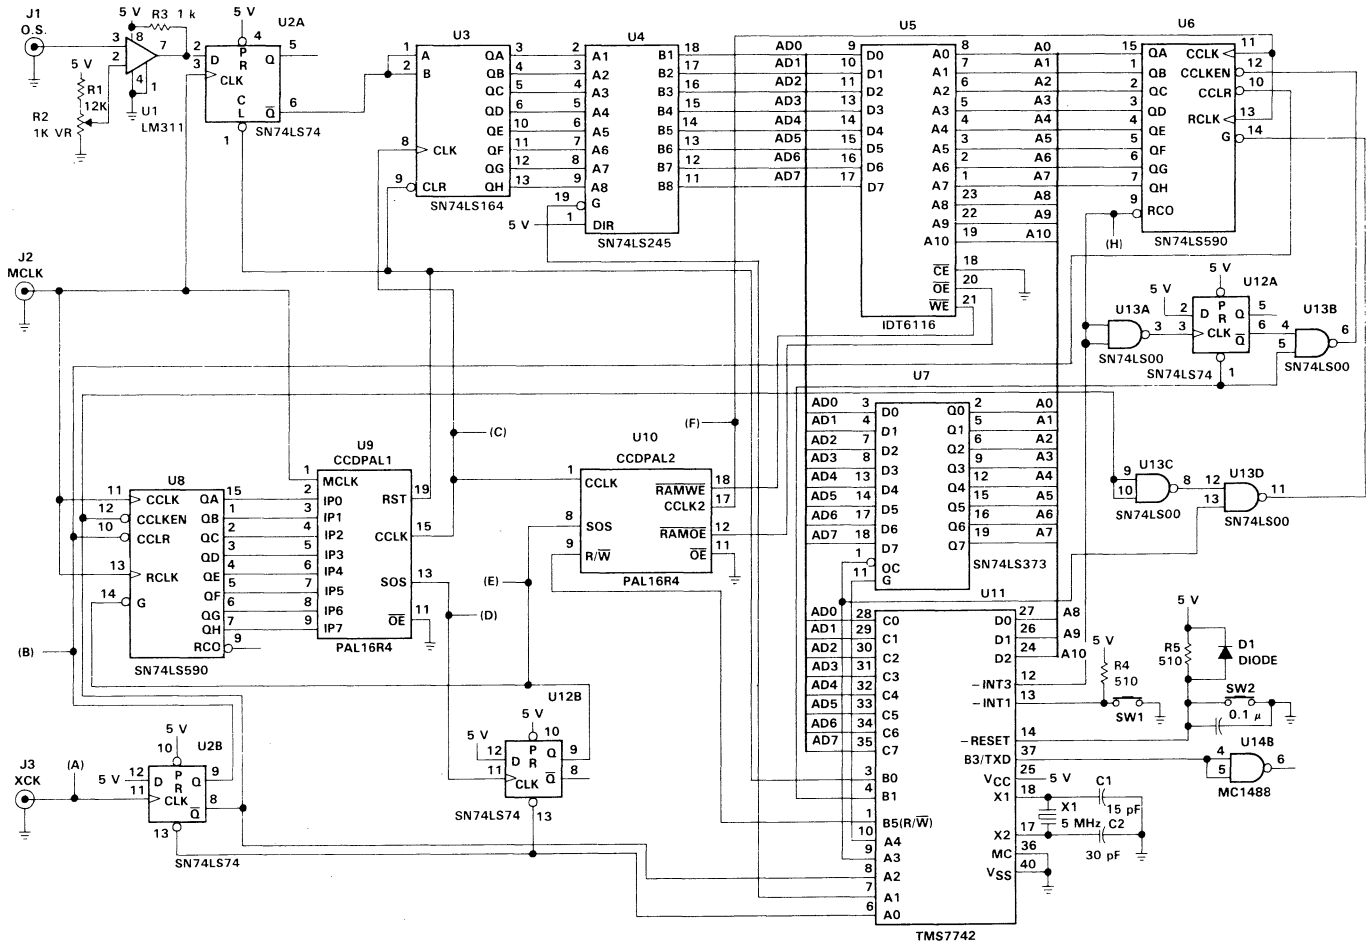 J1
O.S.
5 V
R3 1 k
3
2
8
7
4
1
5 V
R1
12K
R2
1K VR
U1
LM311
5 V
U2A
4
2
3
D
P
R
Q
5
CLK
C
L
Q
6
1
SN74LS74
U3
1
2
A
B
8
CLK
9
CLR
QA 3
QB 4
QC 5
QD 6
QE 10
QF 11
QG 12
QH 13
SN74LS164
U4
2 A1
3 A2
4 A3
5 A4
6 A5
7 A6
8 A7
9 A8
19 G
5 V 1 DIR
B1 18
B2 17
B3 16
B4 15
B5 14
B6 13
B7 12
B8 11
SN74LS245
U5
AD0 9 D0
AD1 10 D1
AD2 11 D2
AD3 13 D3
AD4 14 D4
AD5 15 D5
AD6 16 D6
AD7 17 D7
A0 8 A0
A1 7 A1
A2 6 A2
A3 5 A3
A4 4 A4
A5 3 A5
A6 2 A6
A7 1 A7
A8 23 A8
A9 22 A9
A10 19 A10
CE 18
OE 20
WE 21
IDT6116
U6
15 QA
1 QB
2 QC
3 QD
4 QE
5 QF
6 QG
7 QH
9 RCO
CCLK 11
CCLKEN 12
CCLR 10
RCLK 13
G 14
(H)
SN74LS590
J2
MCLK
5 V
5 V
U12A
2 D
P
R
Q 5
3 CLK
Q 6
1
SN74LS74
U13A
3
SN74LS00
U13B
4
5
6
SN74LS00
U7
AD0 3 D0
AD1 4 D1
AD2 7 D2
AD3 8 D3
AD4 13 D4
AD5 14 D5
AD6 17 D6
AD7 18 D7
1 OC
11 G
Q0 2 A0
Q1 5 A1
Q2 6 A2
Q3 9 A3
Q4 12 A4
Q5 15 A5
Q6 16 A6
Q7 19 A7
SN74LS373
(F)
(C)
U13C
9
10
8
SN74LS00
U13D
12
13
11
SN74LS00
U8
11 CCLK
12 CCLKEN
10 CCLR
13 RCLK
14 G
QA 15
QB 1
QC 2
QD 3
QE 4
QF 5
QG 6
QH 7
RCO 9
SN74LS590
U9
CCDPAL1
1 MCLK
2 IP0
3 IP1
4 IP2
5 IP3
6 IP4
7 IP5
8 IP6
9 IP7
RST 19
CCLK 15
SOS 13
OE 11
PAL16R4
U10
CCDPAL2
1 CCLK
8 SOS
9 R/W
RAMWE 18
CCLK2 17
RAMOE 12
OE 11
PAL16R4
(E)
(D)
(B)
U11
AD0 28 C0
AD1 29 C1
AD2 30 C2
AD3 31 C3
AD4 32 C4
AD5 33 C5
AD6 34 C6
AD7 35 C7
3 B0
4 B1
1 B5(R/W)
10 A4
9 A3
8 A2
7 A1
6 A0
D0 27 A8
D1 26 A9
D2 24 A10
-INT3 12
-INT1 13
-RESET 14
B3/TXD 37
VCC 25 5 V
X1 18
X2 17
MC 36
VSS 40
TMS7742
5 V
R4
510
SW1
5 V
R5
510
D1
DIODE
SW2
0.1 μ
4
5
U14B
6
MC1488
C1
15 pF
X1
5 MHz
C2
30 pF
J3
XCK
(A)
5 V
10
U2B
5 V 12 D
P
R
Q 9
11 CLK
Q 8
13
SN74LS74
U12B
5 V
10
5 V
12 D
P
R
Q 9
11 CLK
Q 8
13
SN74LS74